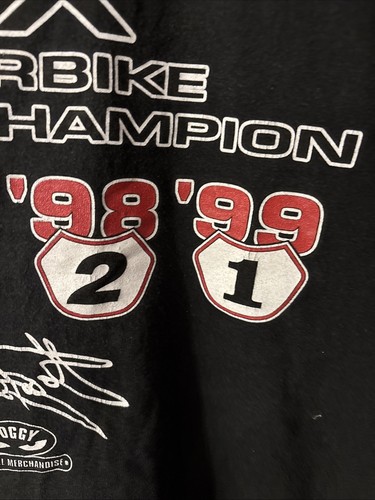 RBIKE
HAMPION
'98 '99
2 1
OGGY
L MERCHANDISE